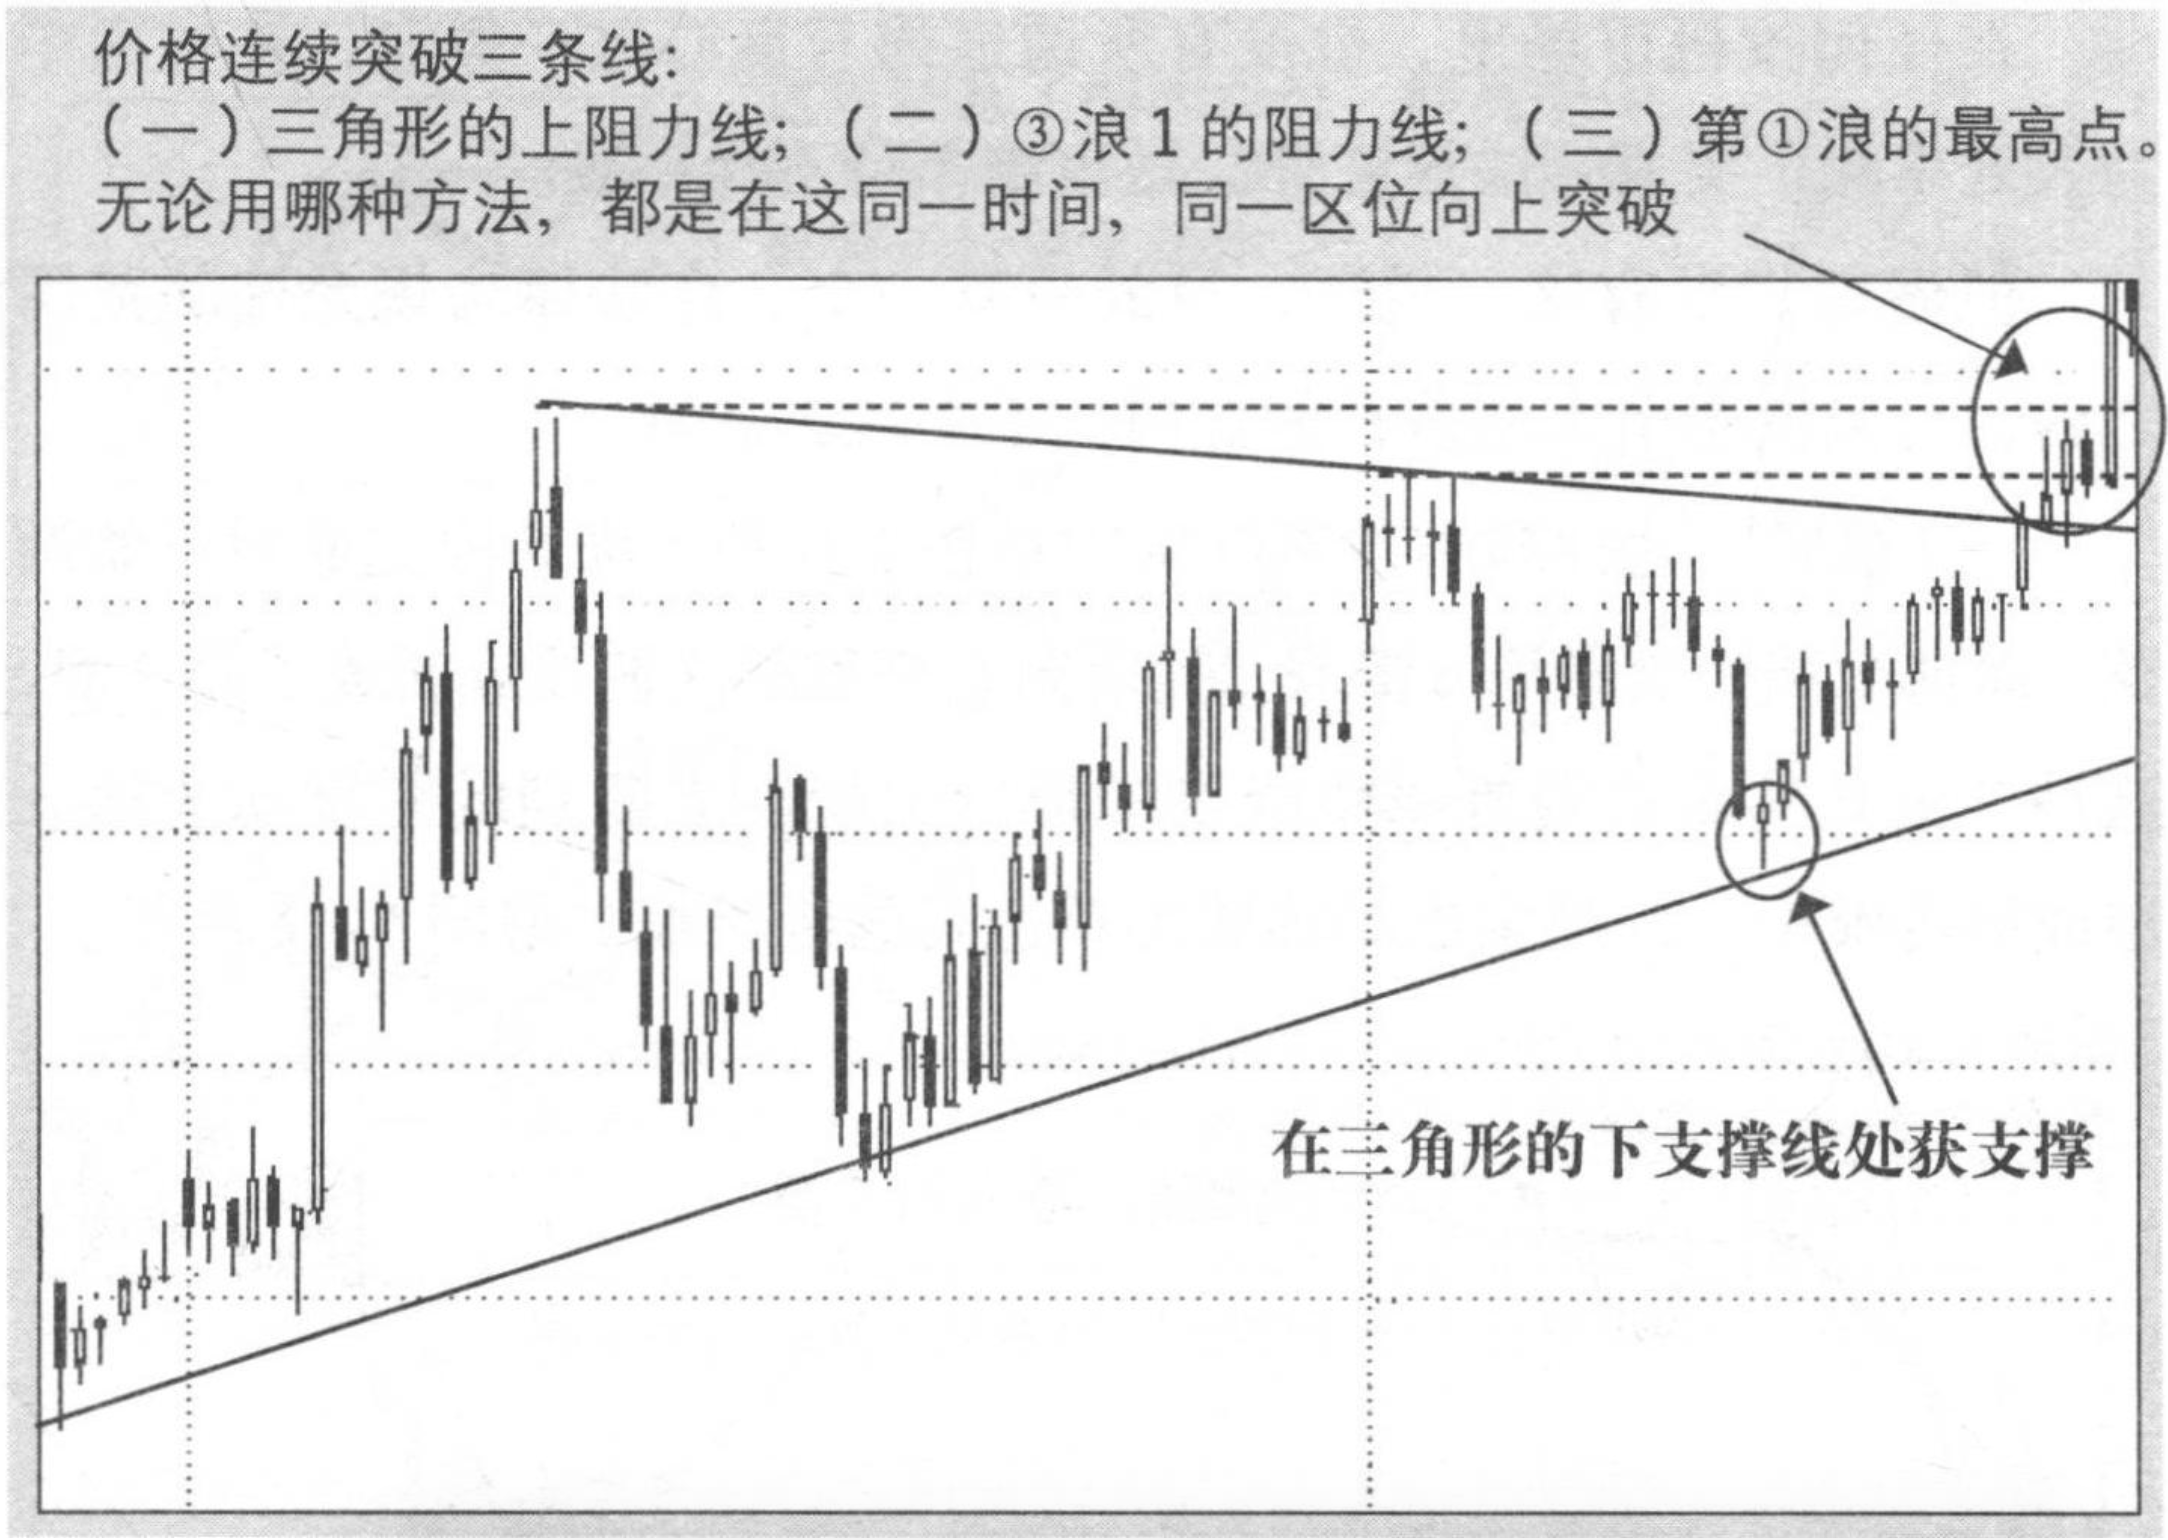 价格连续突破三条线:
（一）三角形的上阻力线; （二）③浪1的阻力线; （三）第①浪的最高点。
无论用哪种方法, 都是在这同一时间, 同一区位向上突破
在三角形的下支撑线处获支撑